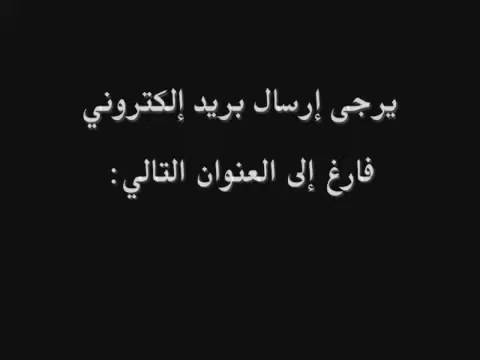 يرجى إرسال بريد إلكتروني
فارغ إلى العنوان التالي: